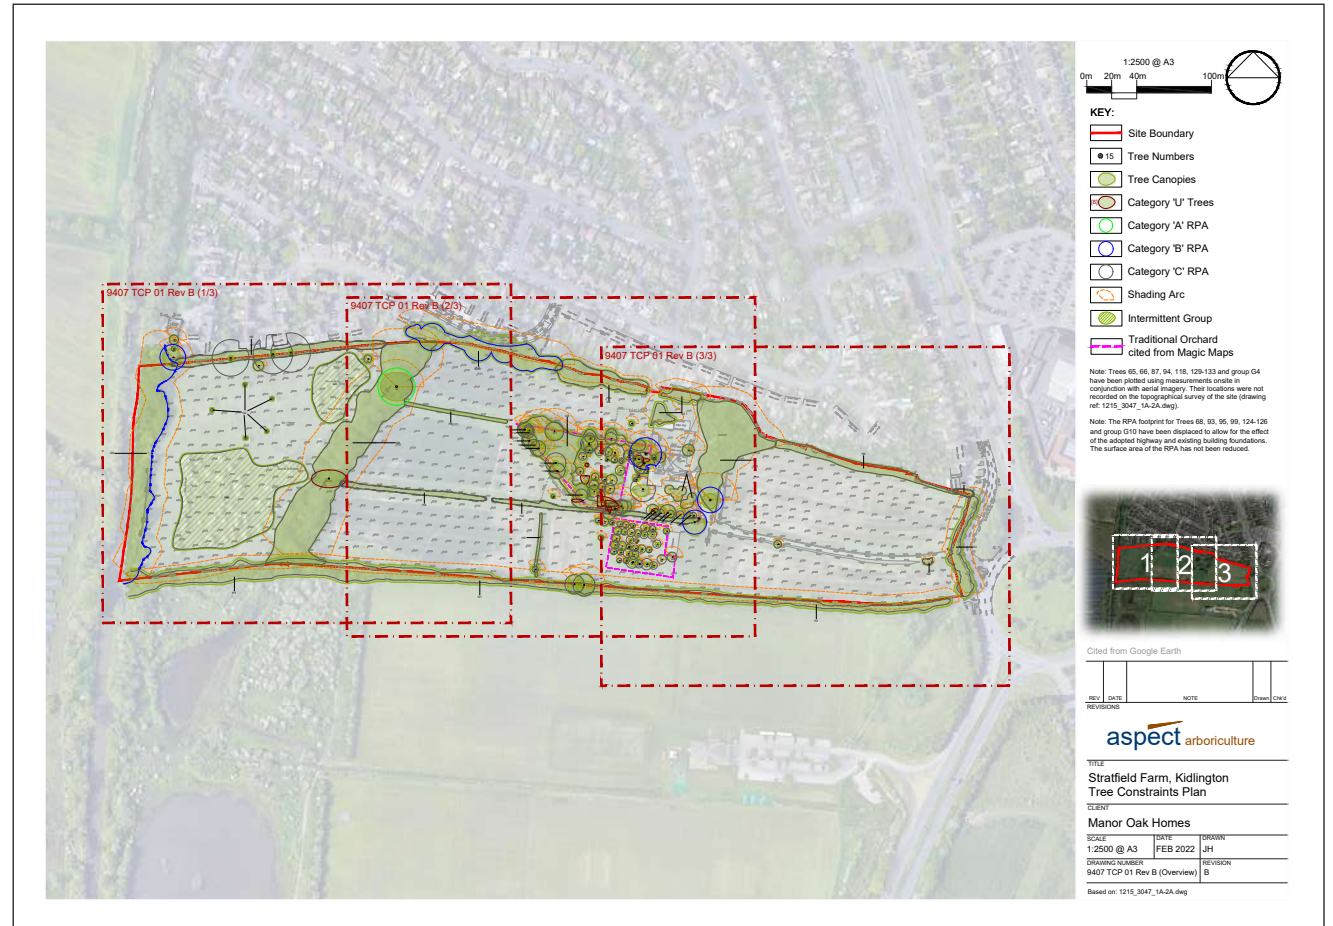 9407 TCP 01 Rev B (1/3)
9407 TCP 01 Rev B (2/3)
9407 TCP 01 Rev B (3/3)
1:2500 @ A3
0m 20m 40m 100m
KEY:
Site Boundary
15 Tree Numbers
Tree Canopies
Category 'U' Trees
Category 'A' RPA
Category 'B' RPA
Category 'C' RPA
Shading Arc
Intermittent Group
Traditional Orchard
cited from Magic Maps
Note: Trees 65, 66, 87, 94, 118, 129-133 and group G4
have been plotted using measurements onsite in
conjunction with aerial imagery. Their locations were not
recorded on the topographical survey of the site (drawing
ref: 1215_3047_1A-2A.dwg).
Note: The RPA footprint for Trees 68, 93, 95, 99, 124-126
and group G10 have been displaced to allow for the effect
of the adopted highway and existing building foundations.
The surface area of the RPA has not been reduced.
1 2 3
Cited from Google Earth
REV DATE NOTE Drawn Chk'd
REVISIONS
aspect arboriculture
TITLE
Stratfield Farm, Kidlington
Tree Constraints Plan
CLIENT
Manor Oak Homes
SCALE DATE DRAWN
1:2500 @ A3 FEB 2022 JH
DRAWING NUMBER REVISION
9407 TCP 01 Rev B (Overview) B
Based on: 1215_3047_1A-2A.dwg